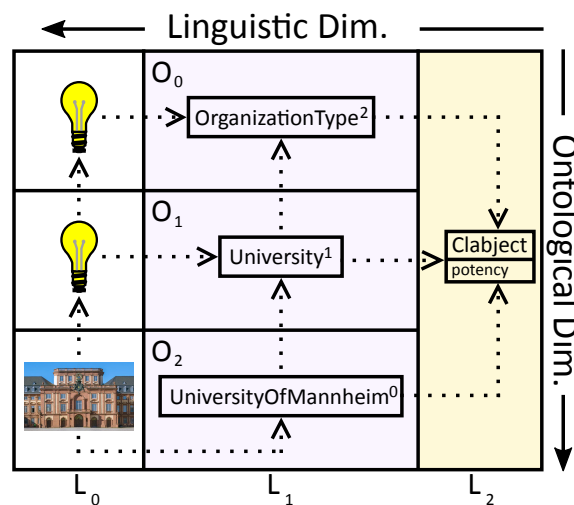 Linguistic Dim.
O₀
OrganizationType²
O₁
University¹
Clabject
potency
O₂
UniversityOfMannheim⁰
Ontological Dim.
L₀
L₁
L₂